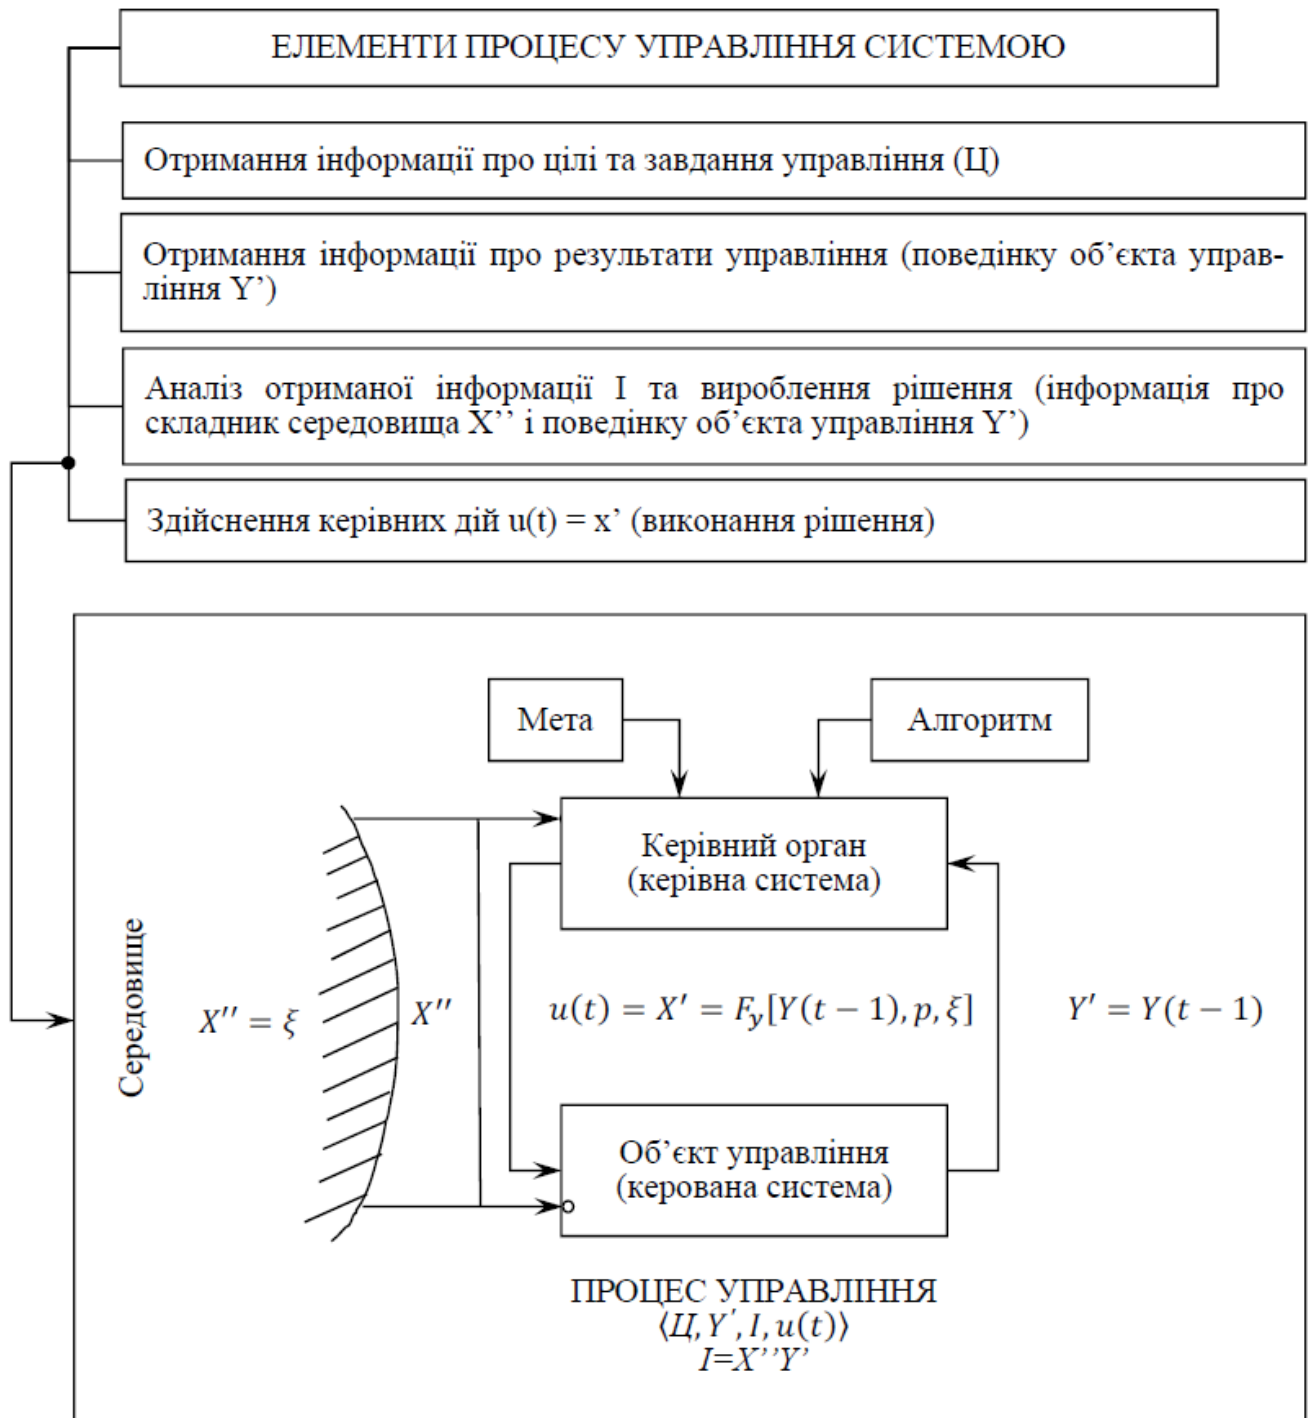 ЕЛЕМЕНТИ ПРОЦЕСУ УПРАВЛІННЯ СИСТЕМОЮ
Отримання інформації про цілі та завдання управління (Ц)
Отримання інформації про результати управління (поведінку об’єкта управ-
ління Y’)
Аналіз отриманої інформації I та вироблення рішення (інформація про
складник середовища X’’ і поведінку об’єкта управління Y’)
Здійснення керівних дій u(t) = x’ (виконання рішення)
Мета
Алгоритм
Керівний орган
(керівна система)
Середовище
X′′ = ξ
X′′
u(t) = X′ = Fy[Y(t − 1), p, ξ]
Y′ = Y(t − 1)
Об’єкт управління
(керована система)
ПРОЦЕС УПРАВЛІННЯ
⟨Ц, Y′, I, u(t)⟩
I=X’’Y’